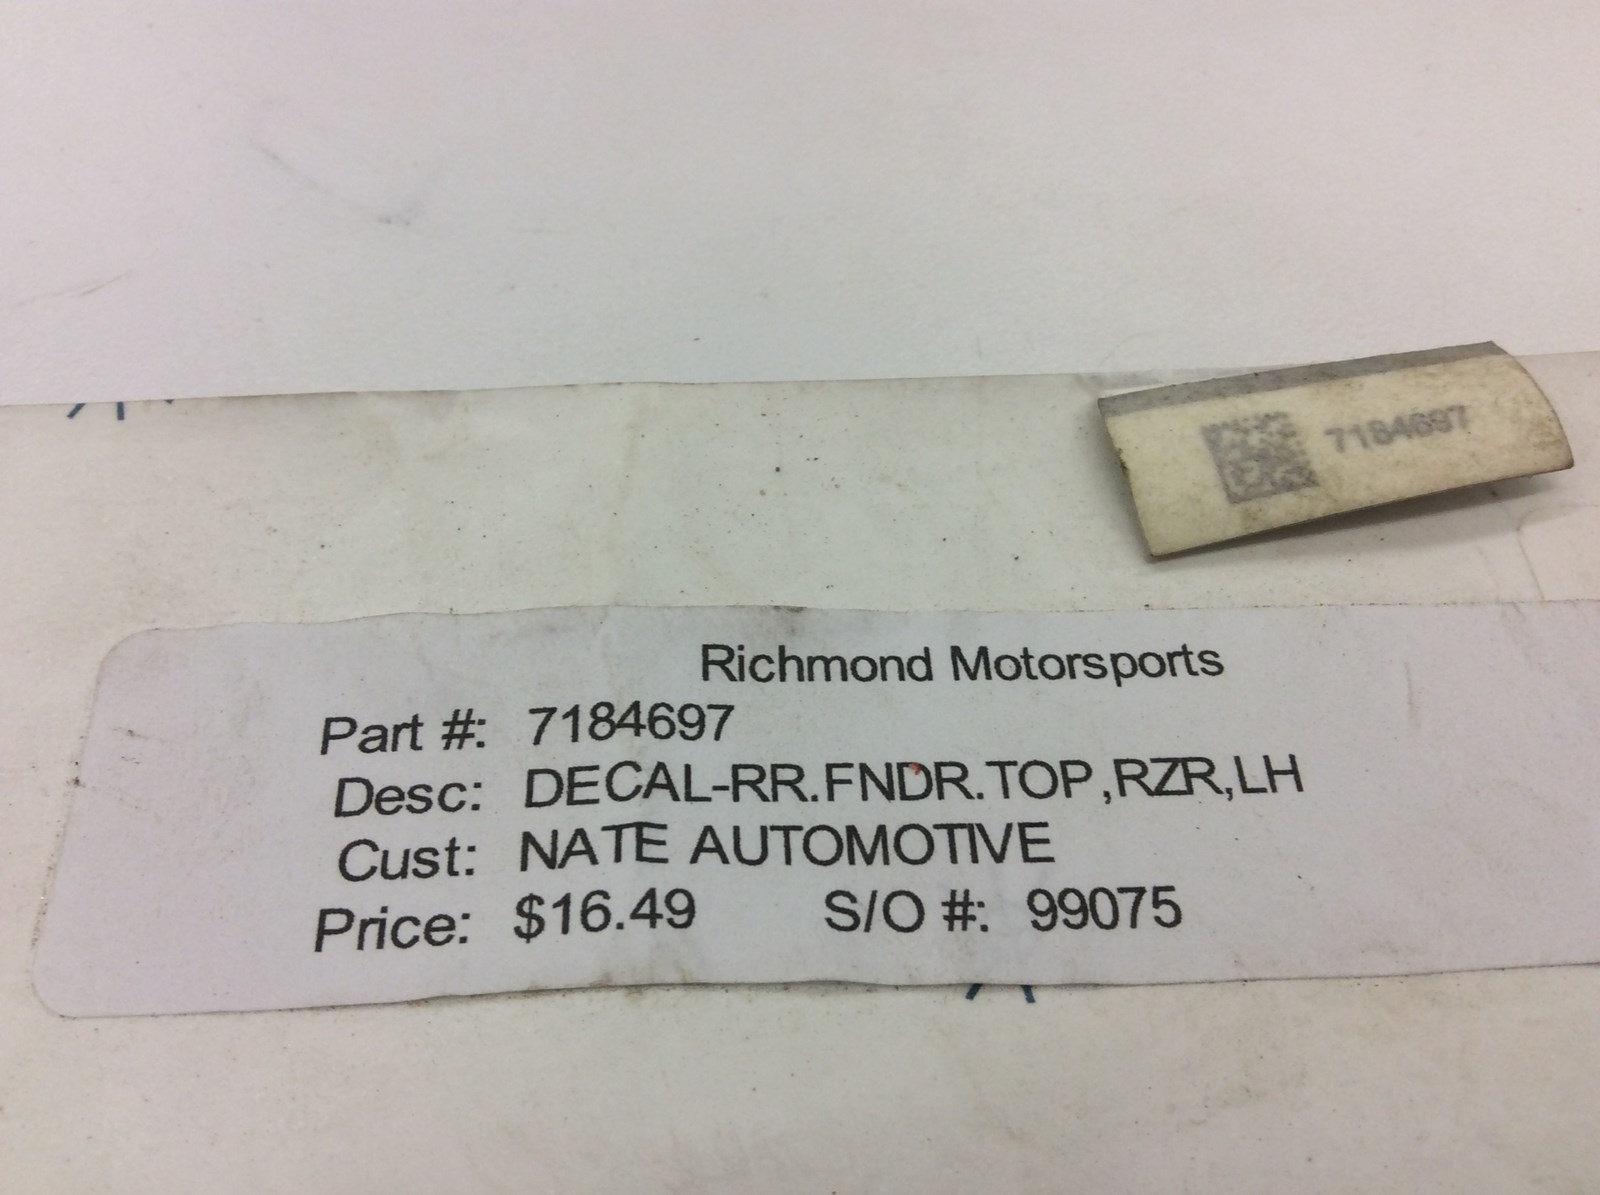 7184697
Richmond Motorsports
Part #: 7184697
Desc: DECAL-RR.FNDR.TOP,RZR,LH
Cust: NATE AUTOMOTIVE
Price: $16.49 S/O #: 99075